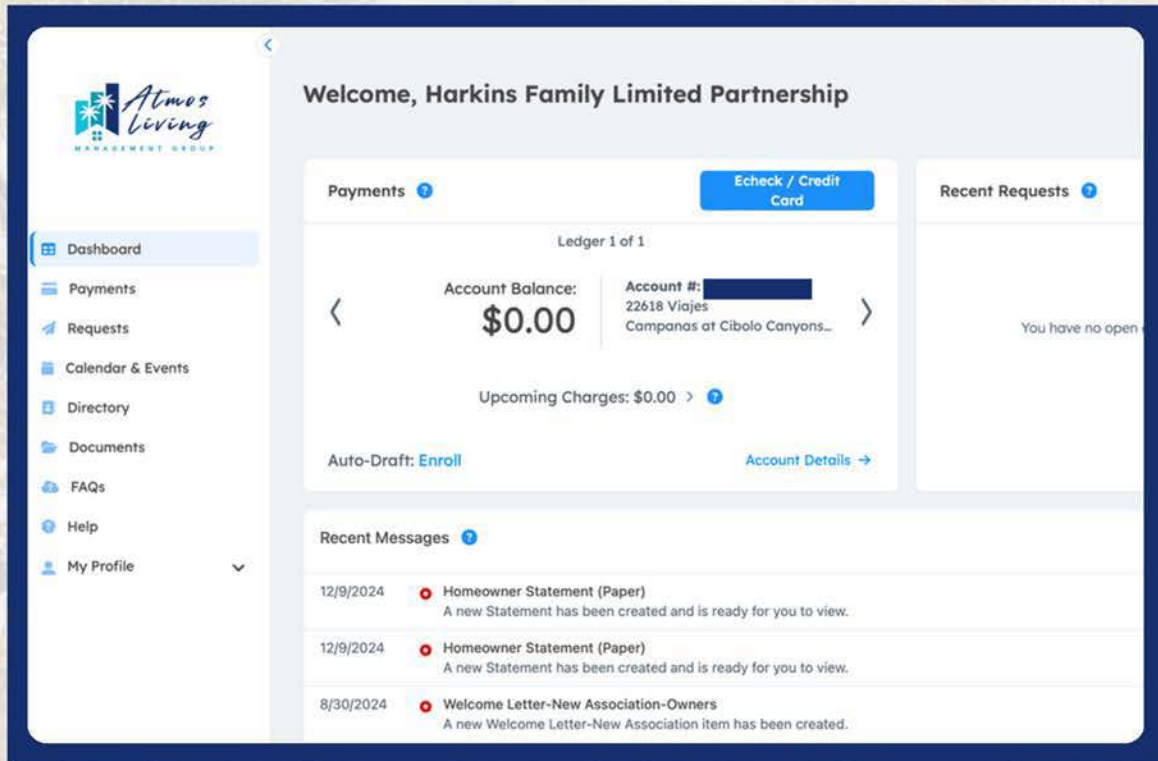 Atmos
Living
MANAGEMENT GROUP
Dashboard
Payments
Requests
Calendar & Events
Directory
Documents
FAQs
Help
My Profile
Welcome, Harkins Family Limited Partnership
Payments ?
Echeck / Credit
Card
Ledger 1 of 1
Account Balance:
$0.00
Account #:
22618 Viajes
Campanas at Cibolo Canyons...
Upcoming Charges: $0.00 > ?
Auto-Draft: Enroll
Account Details →
Recent Requests ?
You have no open
Recent Messages ?
12/9/2024 Homeowner Statement (Paper)
A new Statement has been created and is ready for you to view.
12/9/2024 Homeowner Statement (Paper)
A new Statement has been created and is ready for you to view.
8/30/2024 Welcome Letter-New Association-Owners
A new Welcome Letter-New Association item has been created.